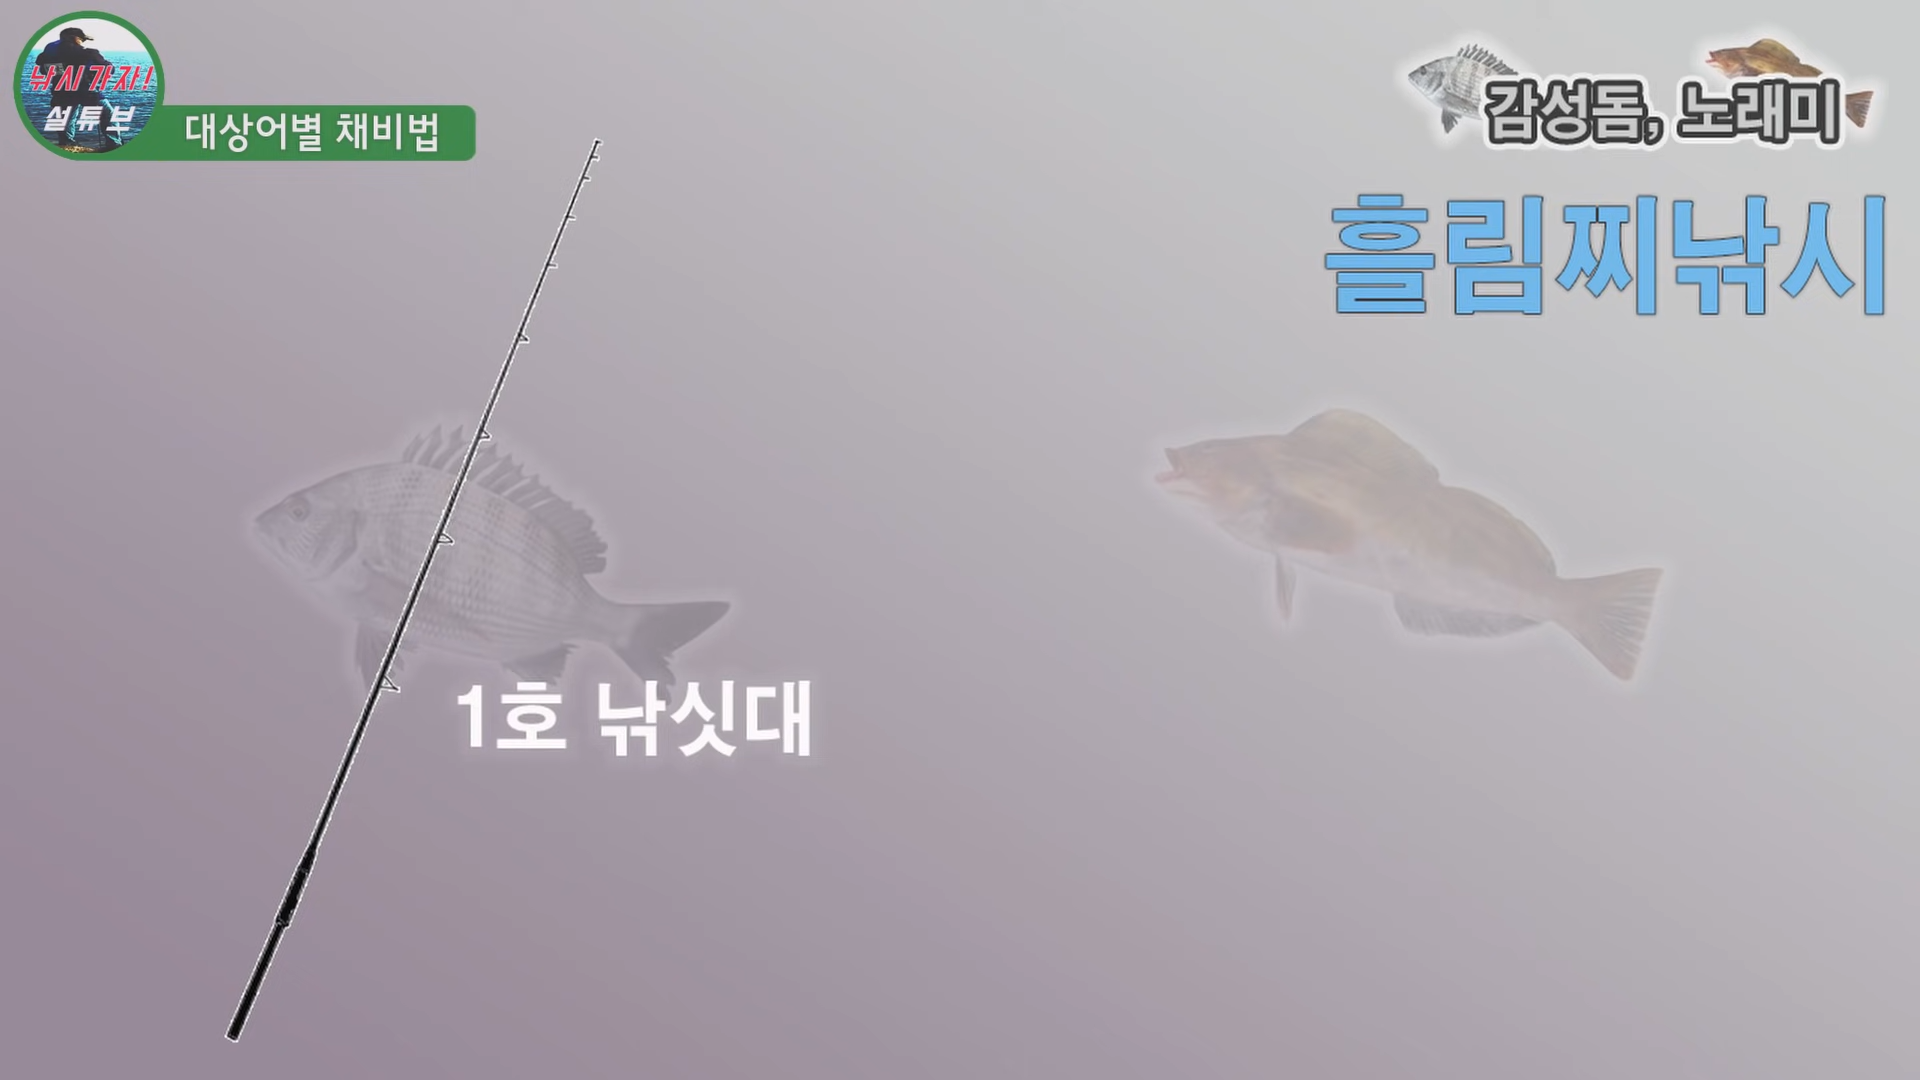 낚시가자!
설튜브
대상어별 채비법
감성돔, 노래미
흘림찌낚시
1호 낚싯대